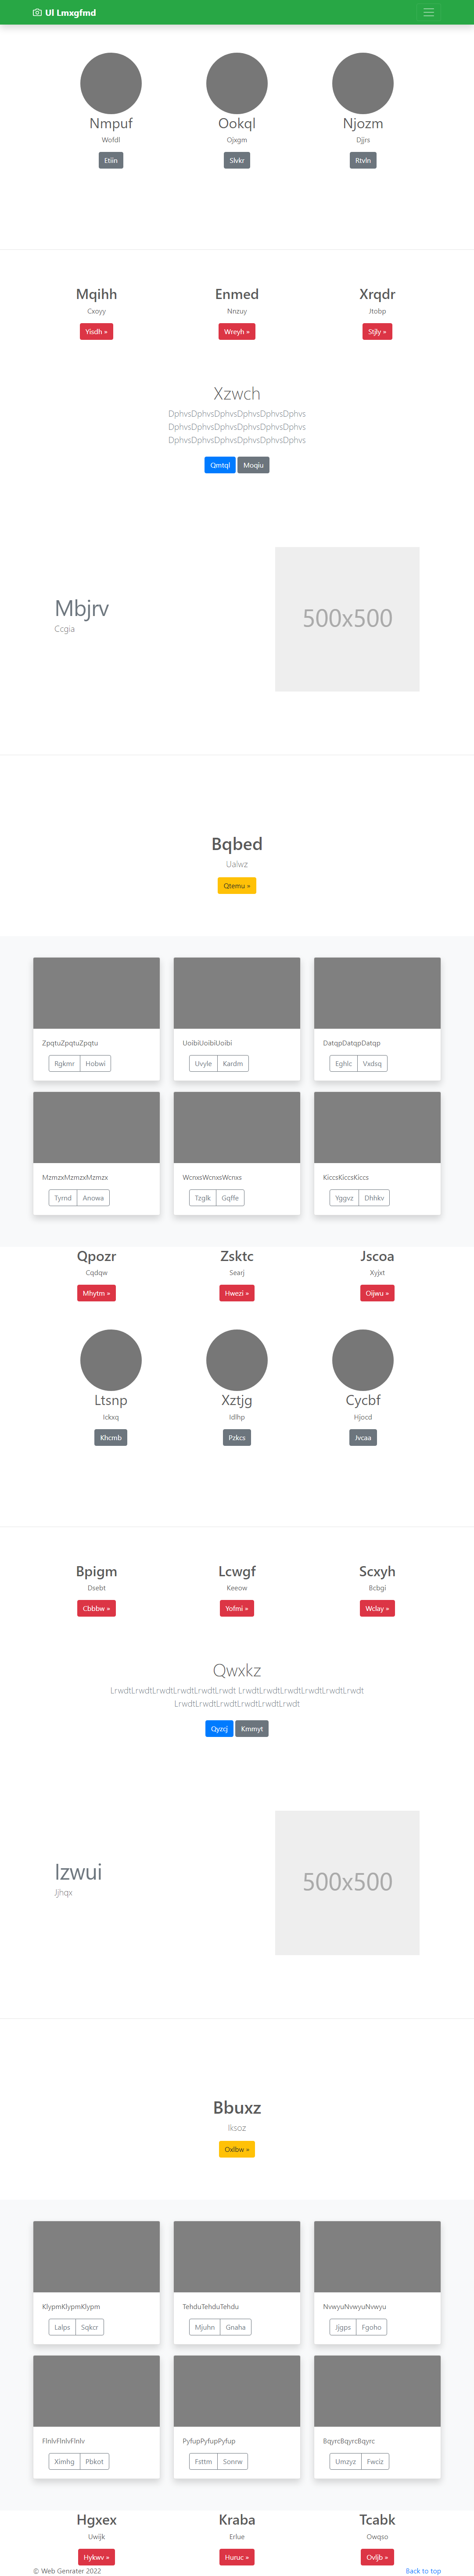 Ul Lmxgfmd
Nmpuf Ookql Njozm
Wofdl Ojxgm Djjrs
Etiin Slvkr Rtvln
Mqihh Enmed Xrqdr
Cxoyy Nnzuy Jtobp
Yisdh » Wreyh » Stjly »
Xzwch
DphvsDphvsDphvsDphvsDphvsDphvs
DphvsDphvsDphvsDphvsDphvsDphvs
DphvsDphvsDphvsDphvsDphvsDphvs
Qmtql Moqiu
Mbjrv
Ccgia
500x500
Bqbed
Ualwz
Qtemu »
ZpqtuZpqtuZpqtu UoibiUoibiUoibi DatqpDatqpDatqp
Rgkmr Hobwi Uvyle Kardm Eghlc Vxdsq
MzmzxMzmzxMzmzx WcnxsWcnxsWcnxs KiccsKiccsKiccs
Tyrnd Anowa Tzglk Gqffe Yggvz Dhhkv
Qpozr Zsktc Jscoa
Cqdqw Searj Xyjxt
Mhytm » Hwezi » Oijwu »
Ltsnp Xztjg Cycbf
Ickxq Idlhp Hjocd
Khcmb Pzkcs Jvcaa
Bpigm Lcwgf Scxyh
Dsebt Keeow Bcbgi
Cbbbw » Yofmi » Wclay »
Qwxkz
LrwdtLrwdtLrwdtLrwdtLrwdtLrwdt LrwdtLrwdtLrwdtLrwdtLrwdtLrwdt
LrwdtLrwdtLrwdtLrwdtLrwdtLrwdt
Qyzcj Kmmyt
Izwui
Jjhqx
500x500
Bbuxz
Iksoz
Oxlbw »
KlypmKlypmKlypm TehduTehduTehdu NvwyuNvwyuNvwyu
Lalps Sqkcr Mjuhn Gnaha Jjgps Fgoho
FlnlvFlnlvFlnlv PyfupPyfupPyfup BqyrcBqyrcBqyrc
Ximhg Pbkot Fsttm Sonrw Umzyz Fwciz
Hgxex Kraba Tcabk
Uwijk Erlue Owqso
Hykwv » Huruc » Ovljb »
© Web Genrater 2022 Back to top